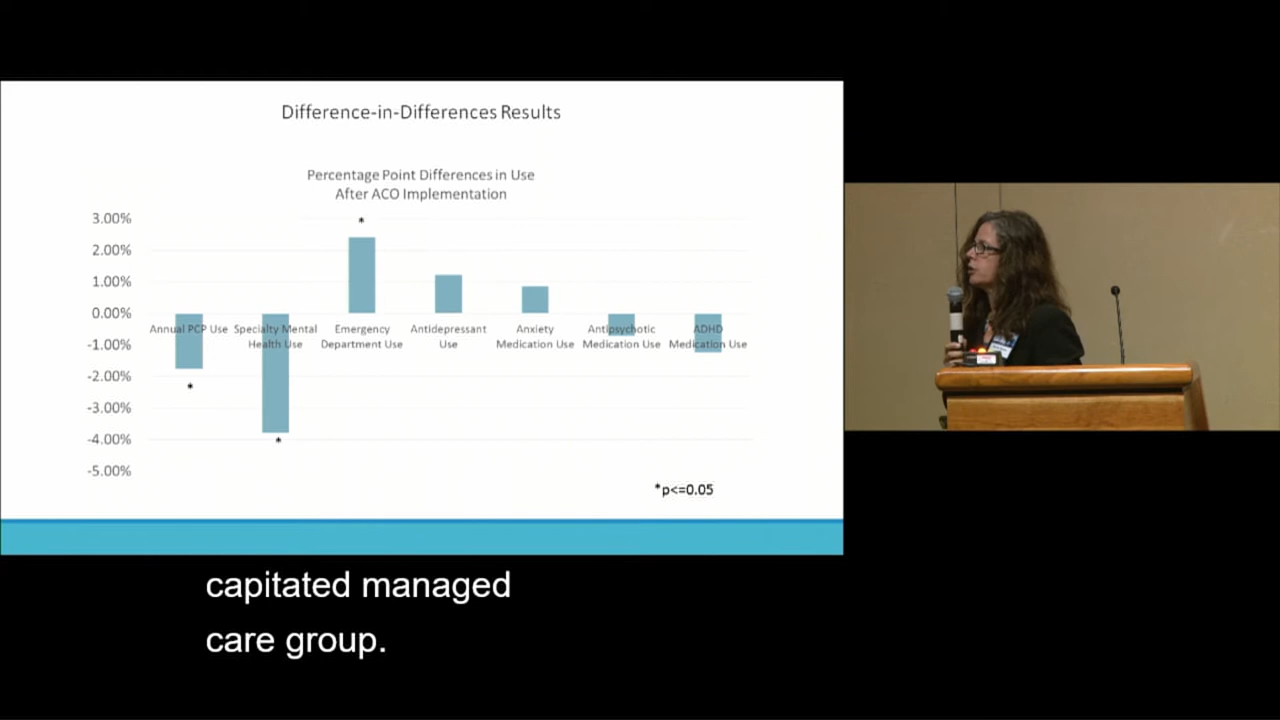 Difference-in-Differences Results
Percentage Point Differences in Use
After ACO Implementation
3.00%
2.00%
1.00%
0.00%
-1.00%
-2.00%
-3.00%
-4.00%
-5.00%
*
Annual PCP Use
Specialty Mental
Health Use
Emergency
Department Use
Antidepressant
Use
Anxiety
Medication Use
Antipsychotic
Medication Use
ADHD
Medication Use
*
*
*p<=0.05
capitated managed
care group.